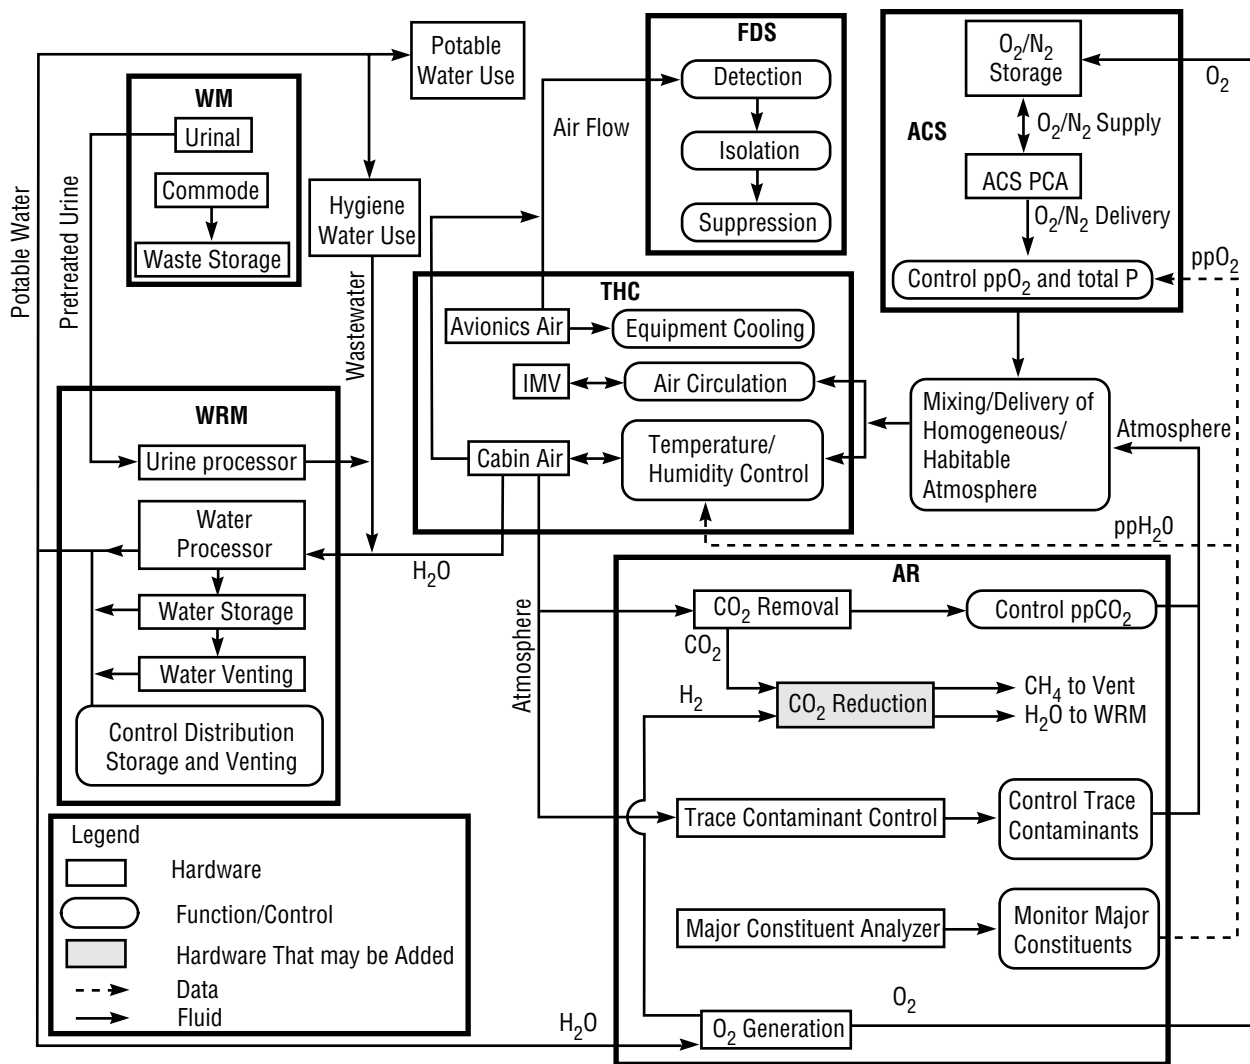 Potable
Water Use
WM
Urinal
Commode
Waste Storage
Potable Water
Pretreated Urine
Hygiene
Water Use
Wastewater
Air Flow
FDS
Detection
Isolation
Suppression
ACS
O2/N2
Storage
O2
O2/N2 Supply
ACS PCA
O2/N2 Delivery
Control ppO2 and total P
ppO2
THC
Avionics Air
Equipment Cooling
IMV
Air Circulation
Cabin Air
Temperature/
Humidity Control
Mixing/Delivery of
Homogeneous/
Habitable
Atmosphere
Atmosphere
ppH2O
WRM
Urine processor
Water
Processor
H2O
Water Storage
Water Venting
Control Distribution
Storage and Venting
Atmosphere
AR
CO2 Removal
Control ppCO2
CO2
H2
CO2 Reduction
CH4 to Vent
H2O to WRM
Trace Contaminant Control
Control Trace
Contaminants
Major Constituent Analyzer
Monitor Major
Constituents
O2
O2 Generation
H2O
Legend
Hardware
Function/Control
Hardware That may be Added
Data
Fluid